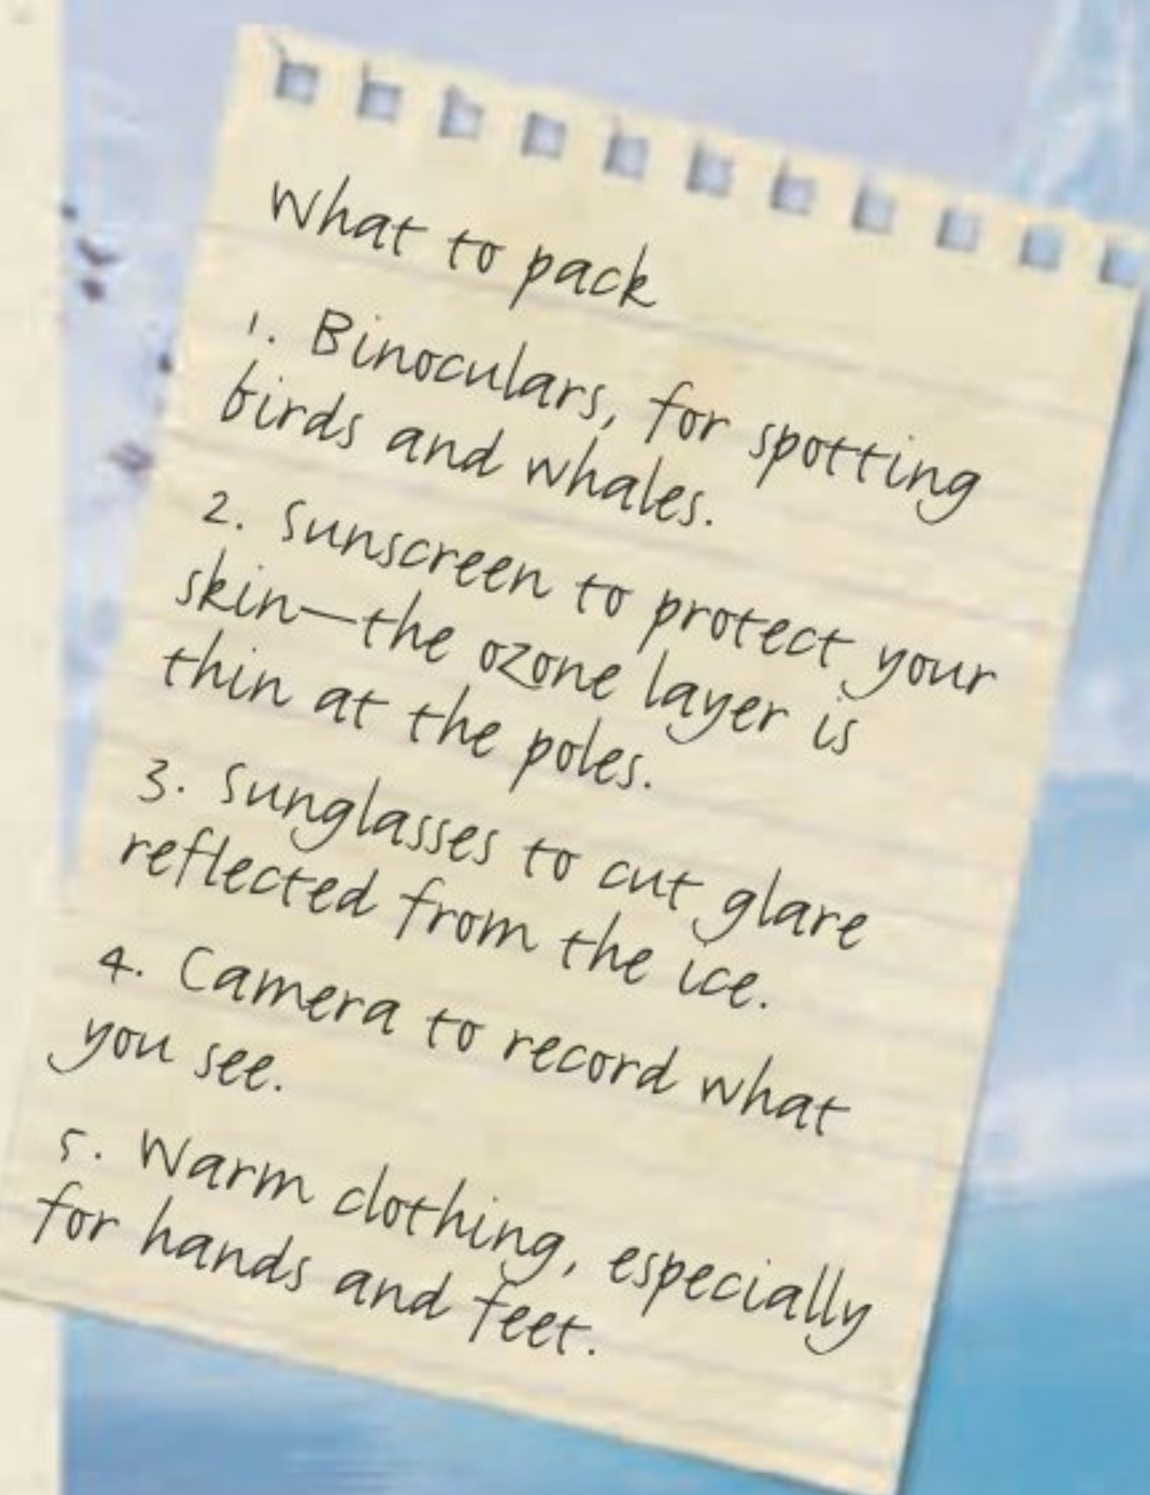 What to pack
1. Binoculars, for spotting
birds and whales.
2. Sunscreen to protect your
skin—the ozone layer is
thin at the poles.
3. Sunglasses to cut glare
reflected from the ice.
4. Camera to record what
you see.
5. Warm clothing, especially
for hands and feet.